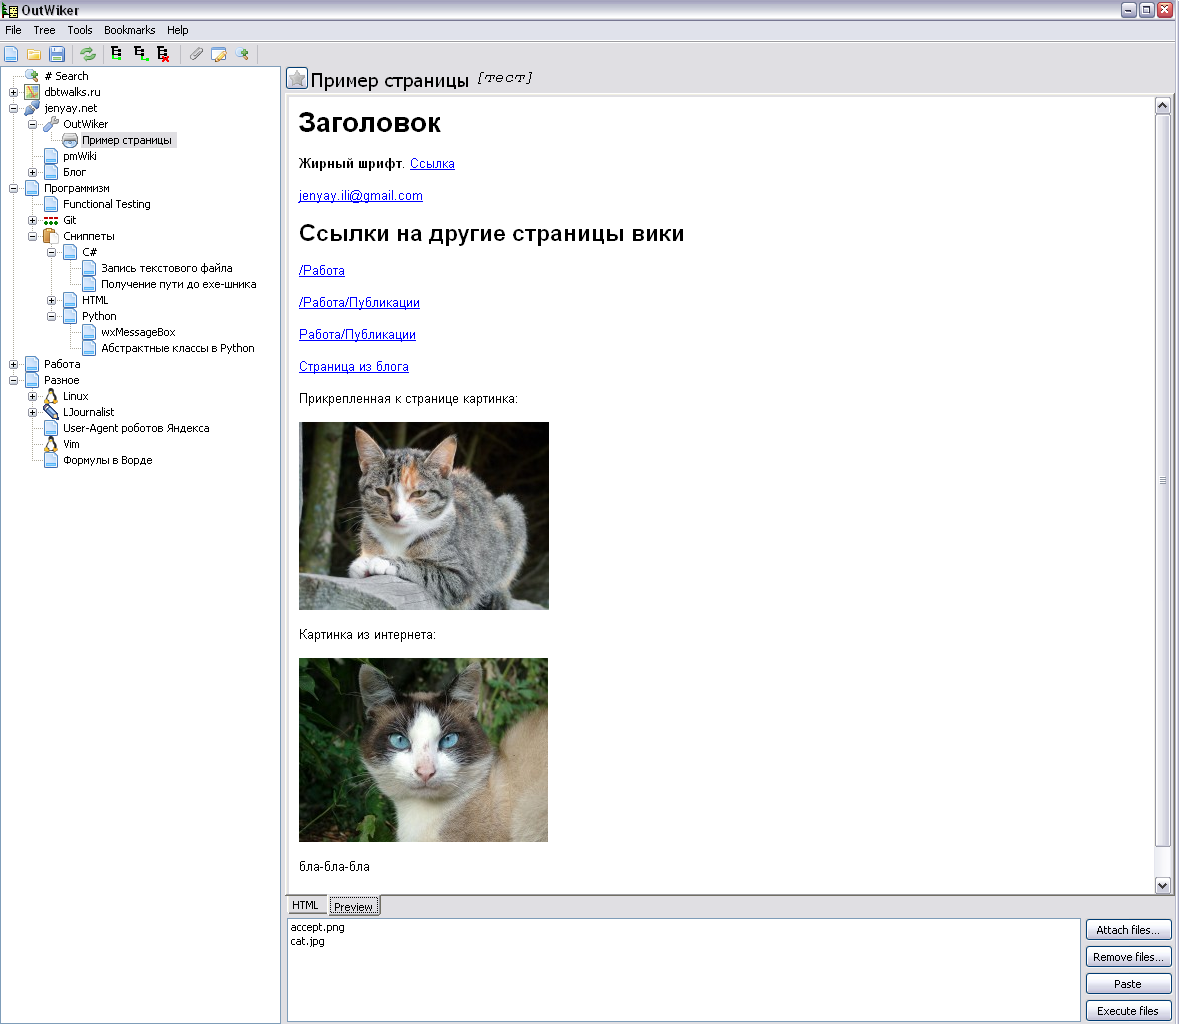 OutWiker
File Tree Tools Bookmarks Help
# Search
dbtwalks.ru
jenyay.net
OutWiker
Пример страницы
pmWiki
Блог
Программизм
Functional Testing
Git
Сниппеты
C#
Запись текстового файла
Получение пути до exe-шника
HTML
Python
wxMessageBox
Абстрактные классы в Python
Работа
Разное
Linux
LJournalist
User-Agent роботов Яндекса
Vim
Формулы в Ворде
Пример страницы [тест]
Заголовок
Жирный шрифт. Ссылка
jenyay.ili@gmail.com
Ссылки на другие страницы вики
/Работа
/Работа/Публикации
Работа/Публикации
Страница из блога
Прикрепленная к странице картинка:
Картинка из интернета:
бла-бла-бла
HTML Preview
accept.png
cat.jpg
Attach files...
Remove files...
Paste
Execute files